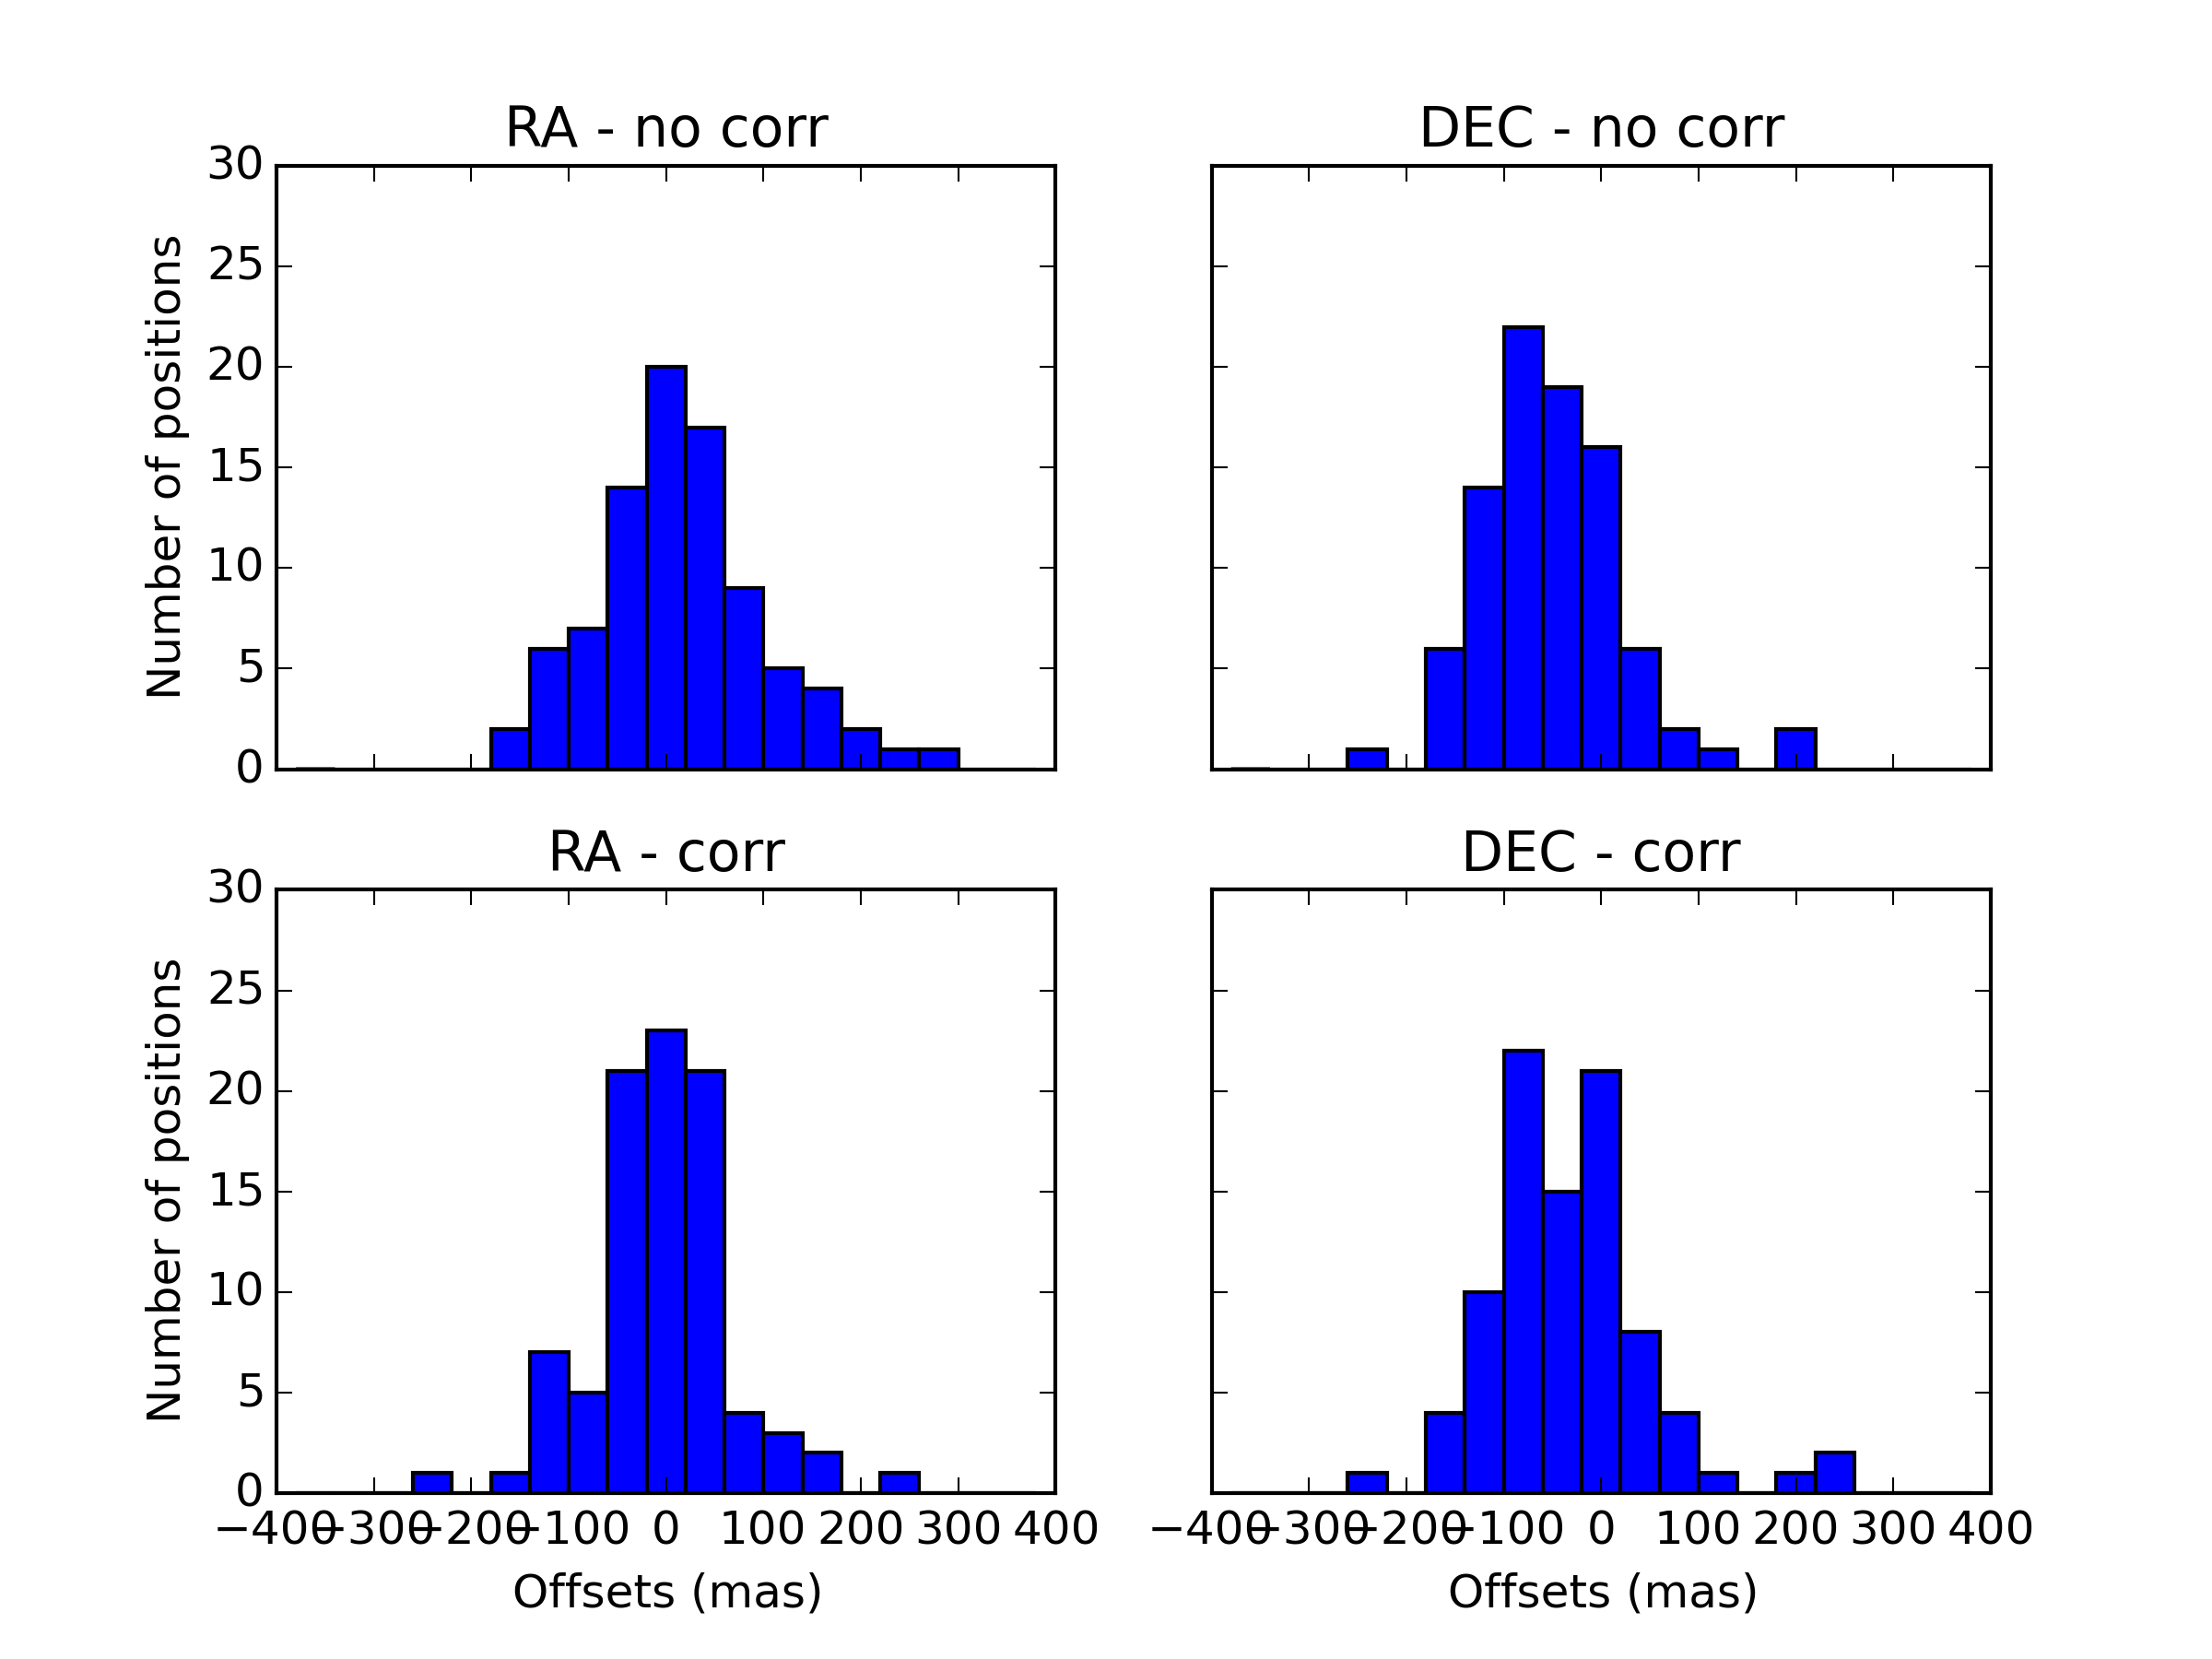 RA - no corr
DEC - no corr
30
25
20
15
10
5
0
Number of positions
RA - corr
DEC - corr
30
25
20
15
10
5
0
Number of positions
−400 −300 −200 −100 0 100 200 300 400
−400 −300 −200 −100 0 100 200 300 400
Offsets (mas)
Offsets (mas)